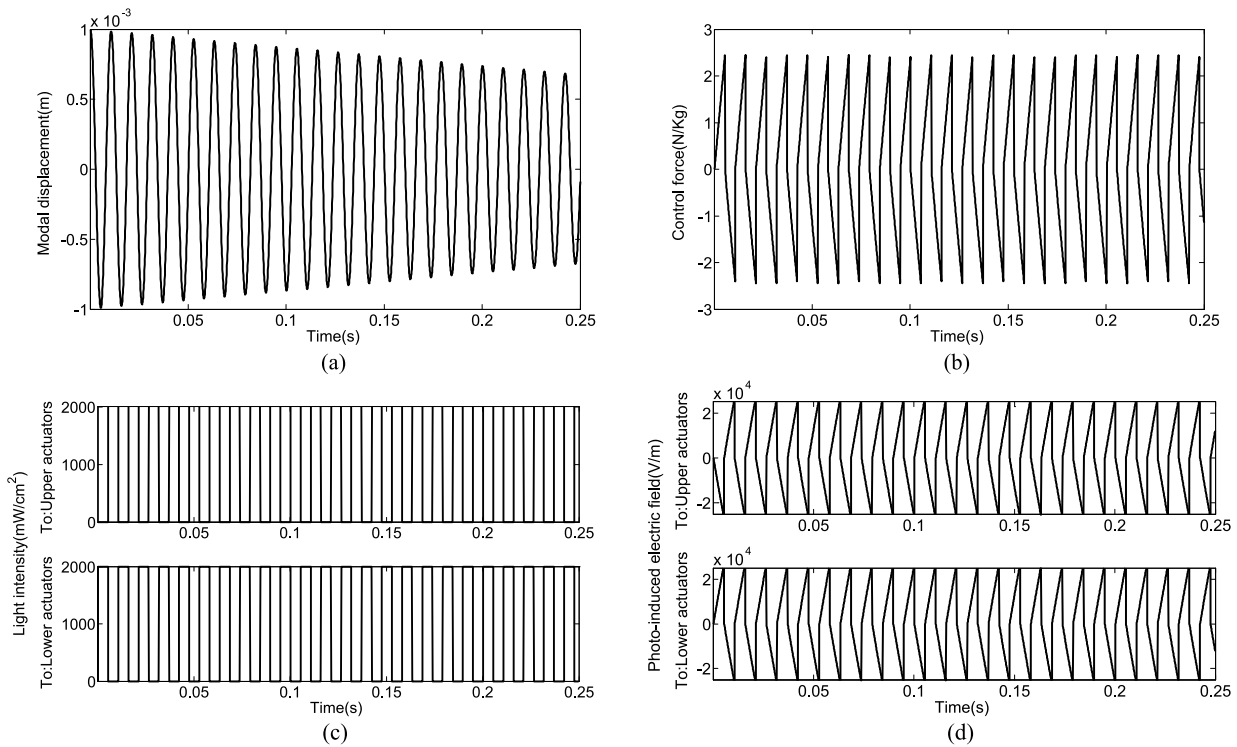 x 10⁻³
1
0.5
0
-0.5
-1
Modal displacement(m)
0.05
0.1
0.15
0.2
0.25
Time(s)
(a)
3
2
1
0
-1
-2
-3
Control force(N/Kg)
0.05
0.1
0.15
0.2
0.25
Time(s)
(b)
Light intensity(mW/cm²)
To:Upper actuators
2000
1000
0
0.05
0.1
0.15
0.2
0.25
To:Lower actuators
2000
1000
0
0.05
0.1
0.15
0.2
0.25
Time(s)
(c)
Photo-induced electric field(V/m)
To:Upper actuators
x 10⁴
2
0
-2
0.05
0.1
0.15
0.2
0.25
To:Lower actuators
x 10⁴
2
0
-2
0.05
0.1
0.15
0.2
0.25
Time(s)
(d)